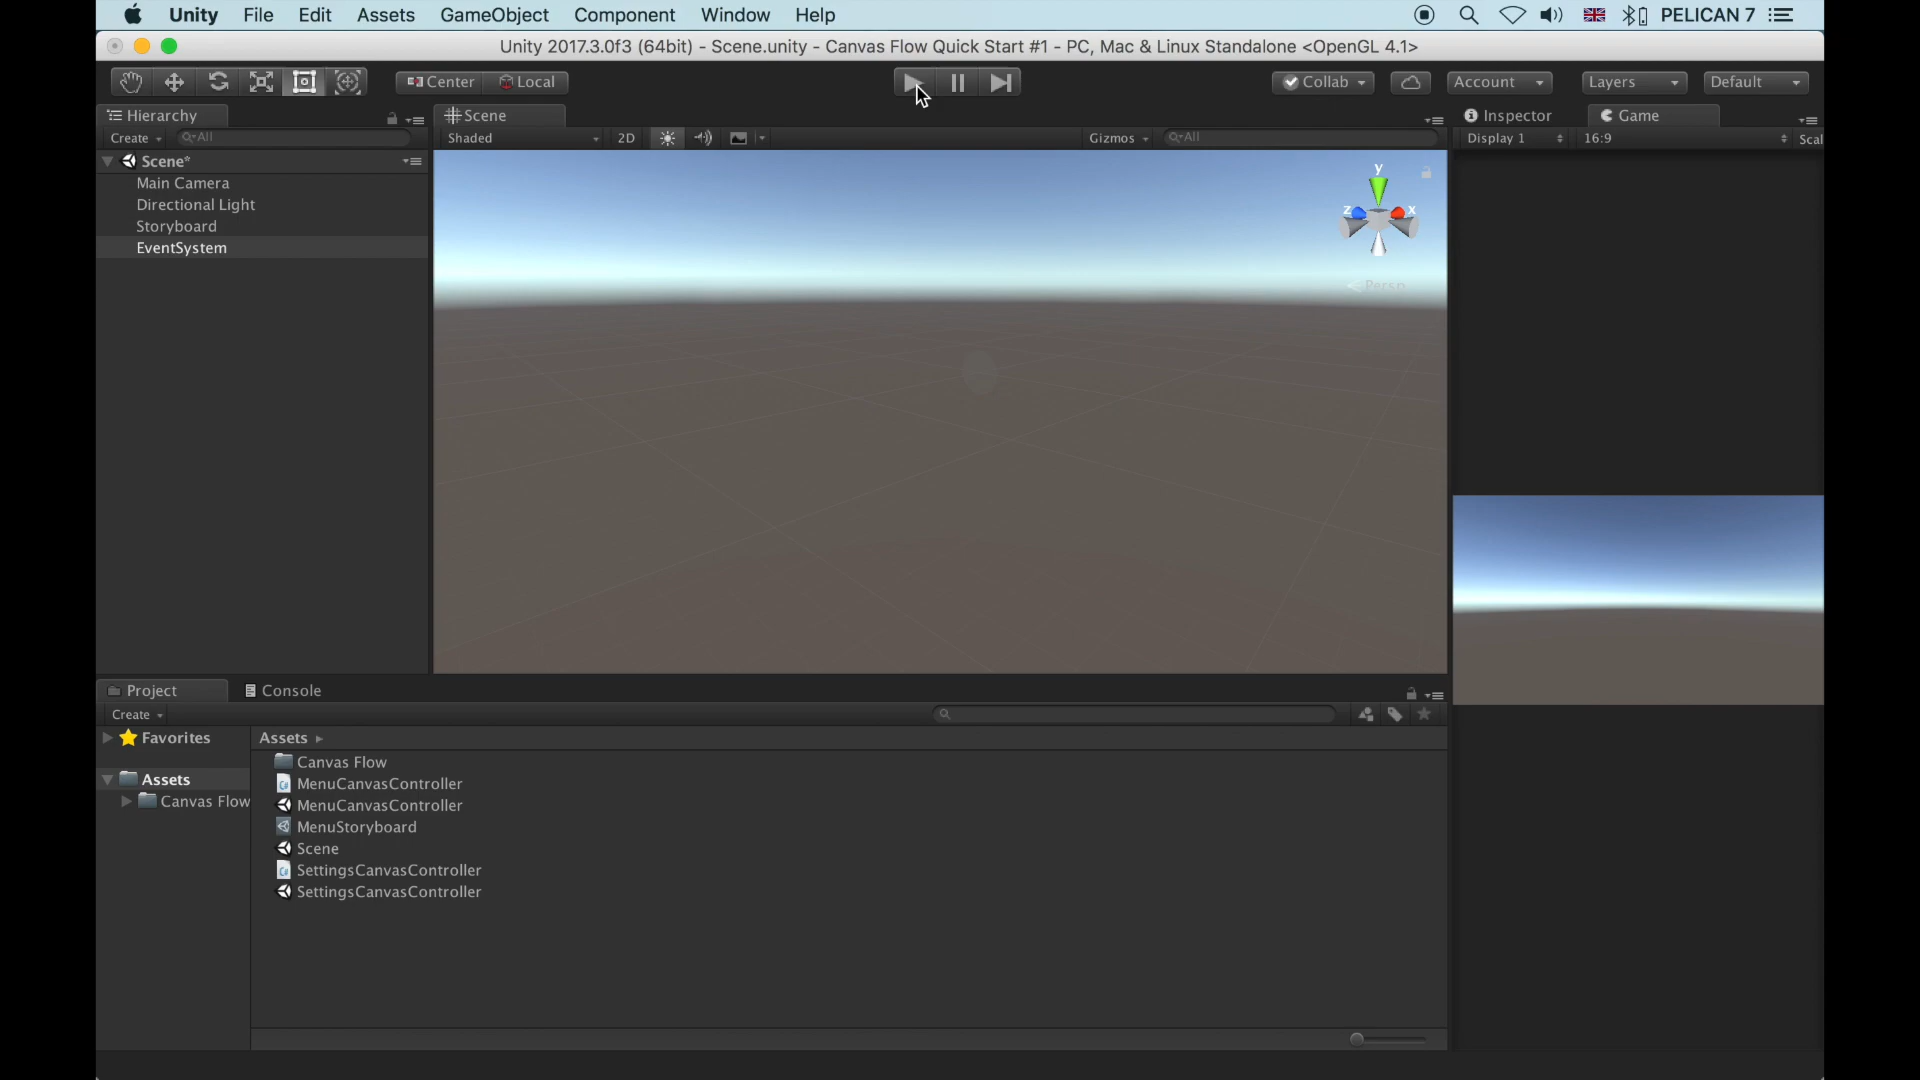 Unity File Edit Assets GameObject Component Window Help PELICAN 7
Unity 2017.3.0f3 (64bit) - Scene.unity - Canvas Flow Quick Start #1 - PC, Mac & Linux Standalone <OpenGL 4.1>
Center Local Collab Account Layers Default
Hierarchy Scene Inspector Game
Create All Shaded 2D Gizmos All Display 1 16:9 Scal
Scene*
Main Camera
Directional Light
Storyboard
EventSystem
y
z x
< Persp
Project Console
Create
Favorites
Assets
Canvas Flow
Assets
Canvas Flow
MenuCanvasController
MenuCanvasController
MenuStoryboard
Scene
SettingsCanvasController
SettingsCanvasController